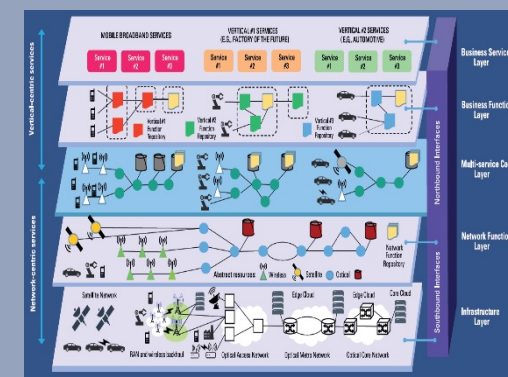 MOBILE BROADBAND SERVICES
VERTICAL #1 SERVICES
(E.G., FACTORY OF THE FUTURE)
VERTICAL #2 SERVICES
(E.G., AUTOMOTIVE)
Service #1
Service #2
Service #3
Service #1
Service #2
Service #3
Service #1
Service #2
Service #3
Business Service
Layer
Vertical-centric services
Vertical #1
Function
Repository
Vertical #2
Function
Repository
Function
Repository
Business Function
Layer
Northbound Interfaces
Multi-service Co
Layer
Network-centric services
Abstract resources
Wireless
Satellite
Optical
Network
Function
Repository
Network Function
Layer
Southbound Interfaces
Satellite Network
Edge Cloud
Edge Cloud
Core Cloud
RAN and wireless backhaul
Optical Access Network
Optical Metro Network
Optical Core Network
Infrastructure
Layer